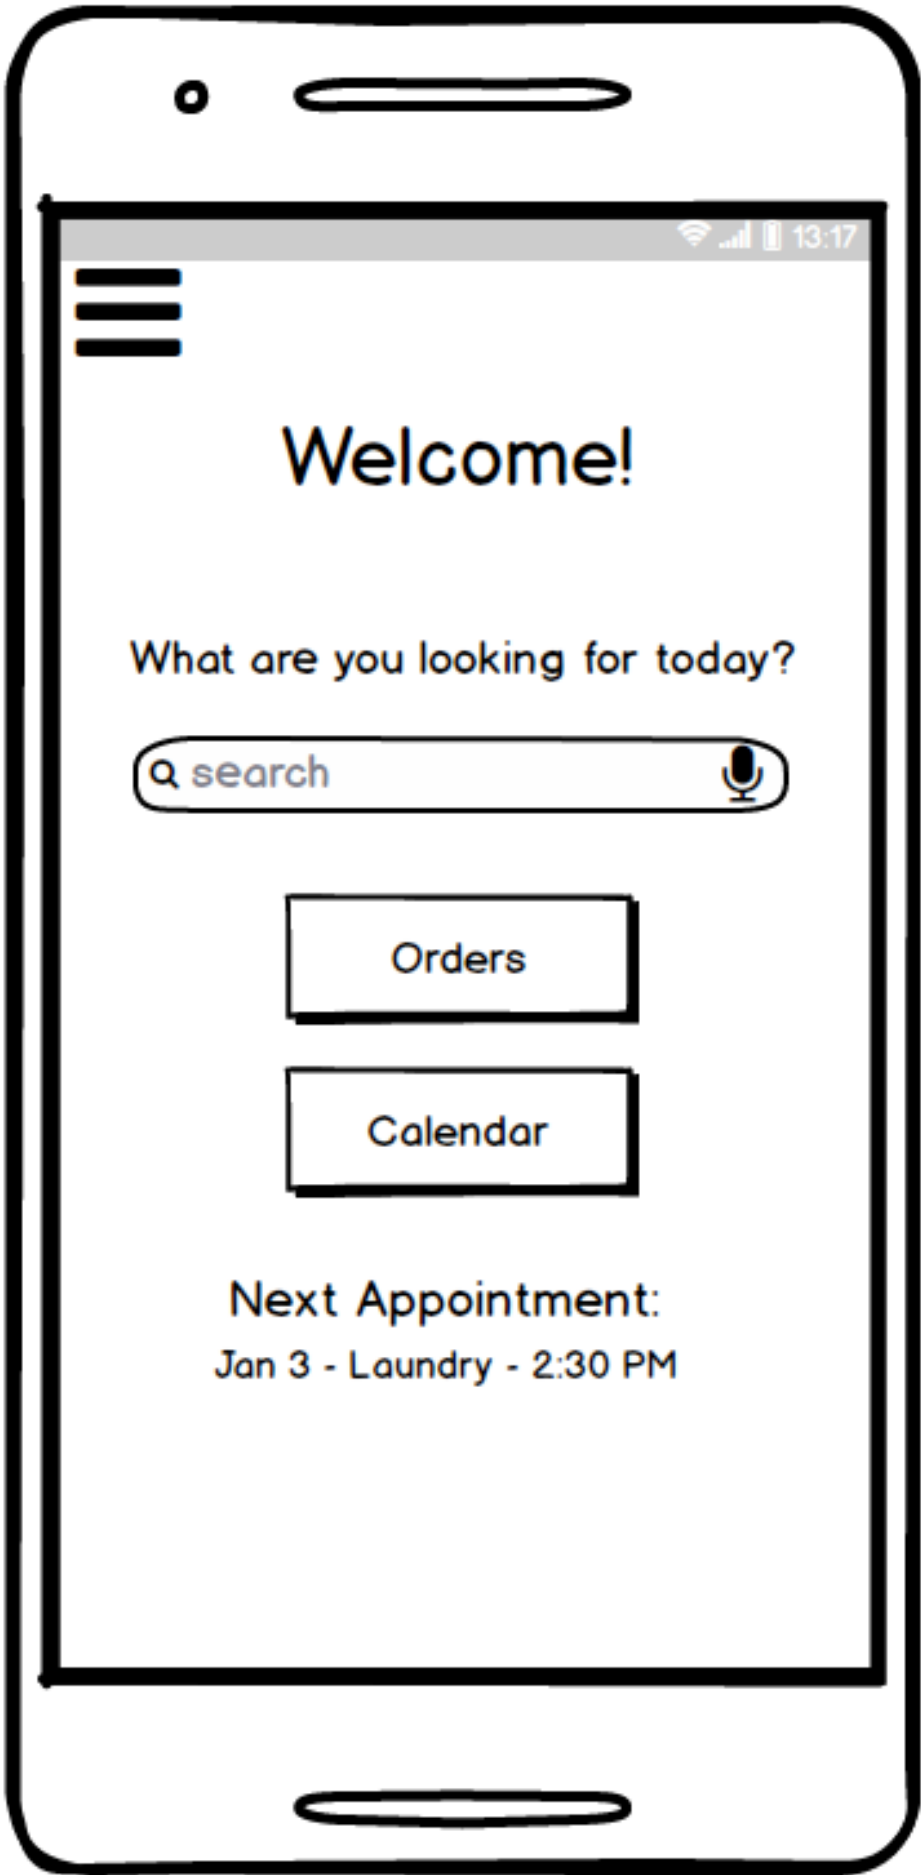 13:17
Welcome!
What are you looking for today?
search
Orders
Calendar
Next Appointment:
Jan 3 - Laundry - 2:30 PM